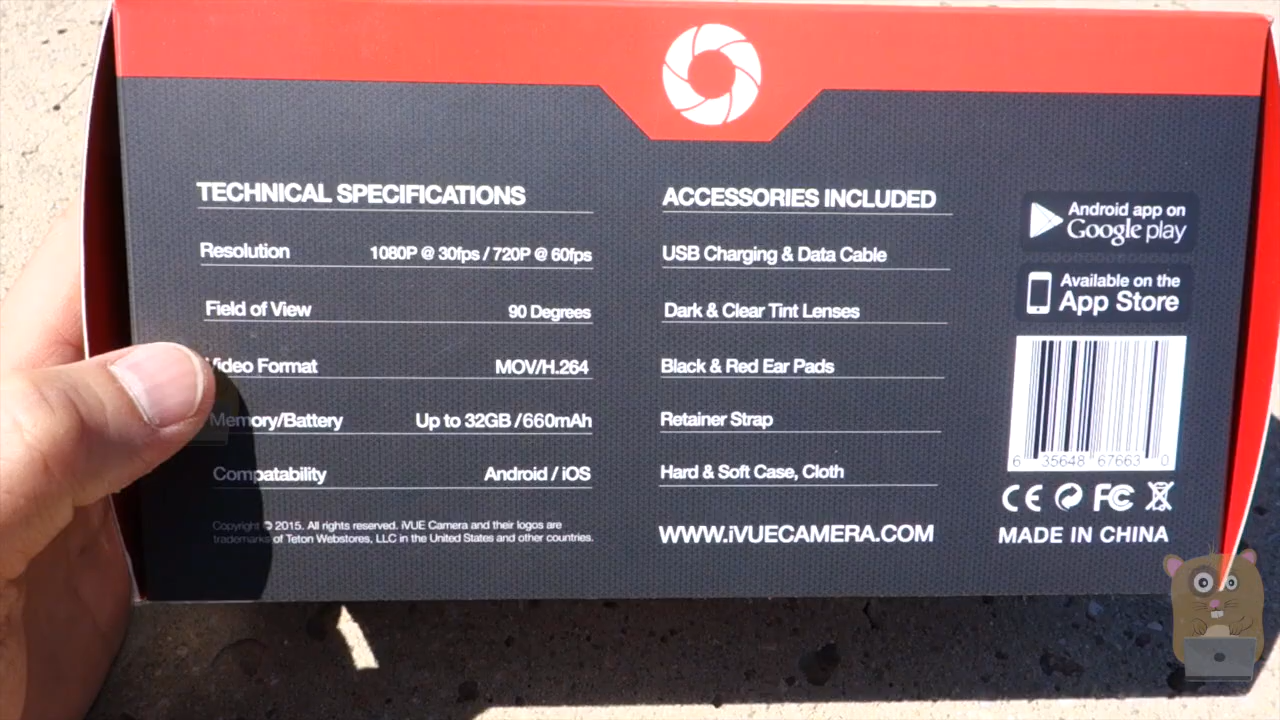 TECHNICAL SPECIFICATIONS
Resolution 1080P @ 30fps / 720P @ 60fps
Field of View 90 Degrees
Video Format MOV/H.264
Memory/Battery Up to 32GB / 660mAh
Compatability Android / iOS
Copyright © 2015. All rights reserved. iVUE Camera and their logos are
trademarks of Teton Webstores, LLC in the United States and other countries.
ACCESSORIES INCLUDED
USB Charging & Data Cable
Dark & Clear Tint Lenses
Black & Red Ear Pads
Retainer Strap
Hard & Soft Case, Cloth
WWW.iVUECAMERA.COM
Android app on
Google play
Available on the
App Store
6 35648 67663 0
CE FC
MADE IN CHINA